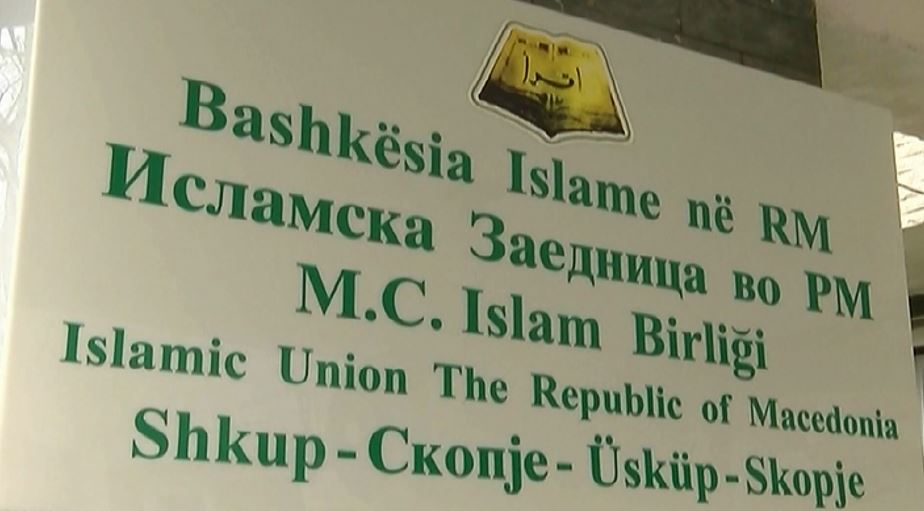 اقرأ
Bashkësia Islame në RM
Исламска Заедница во РМ
M.C. Islam Birliği
Islamic Union The Republic of Macedonia
Shkup - Скопје - Üsküp - Skopje